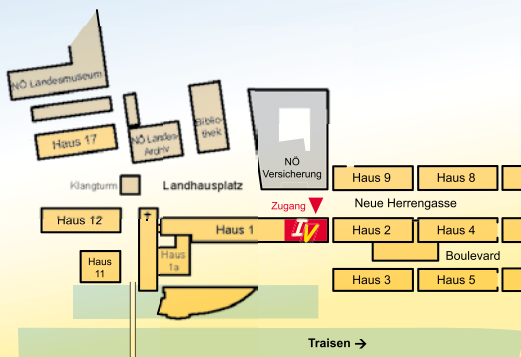 NÖ Landesmuseum
Haus 17
NÖ Landes-
Archiv
Biblio-
thek
NÖ
Versicherung
Klangturm
Landhausplatz
Zugang
Haus 9
Haus 8
Neue Herrengasse
Haus 12
Haus 1
IV
Haus 2
Haus 4
Haus
11
Haus
1a
Boulevard
Haus 3
Haus 5
Traisen →